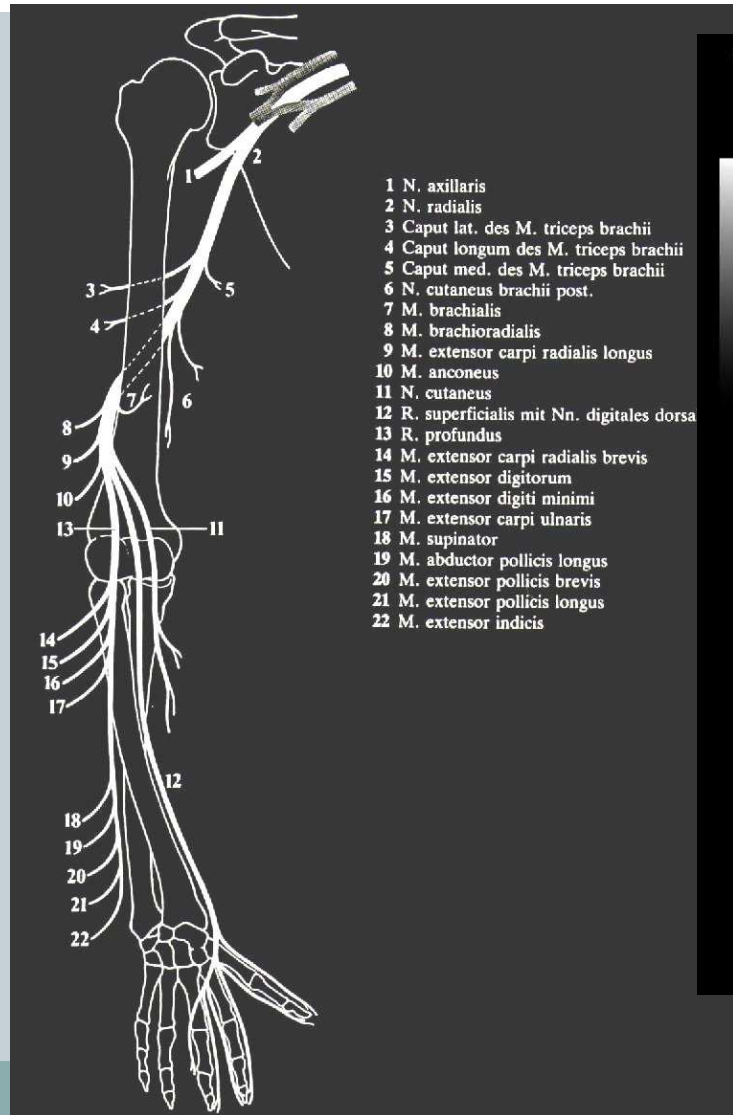 1 N. axillaris
2 N. radialis
3 Caput lat. des M. triceps brachii
4 Caput longum des M. triceps brachii
5 Caput med. des M. triceps brachii
6 N. cutaneus brachii post.
7 M. brachialis
8 M. brachioradialis
9 M. extensor carpi radialis longus
10 M. anconeus
11 N. cutaneus
12 R. superficialis mit Nn. digitales dorsa
13 R. profundus
14 M. extensor carpi radialis brevis
15 M. extensor digitorum
16 M. extensor digiti minimi
17 M. extensor carpi ulnaris
18 M. supinator
19 M. abductor pollicis longus
20 M. extensor pollicis brevis
21 M. extensor pollicis longus
22 M. extensor indicis
2
1
3
5
4
7
6
8
9
10
13
11
14
15
16
17
12
18
19
20
21
22